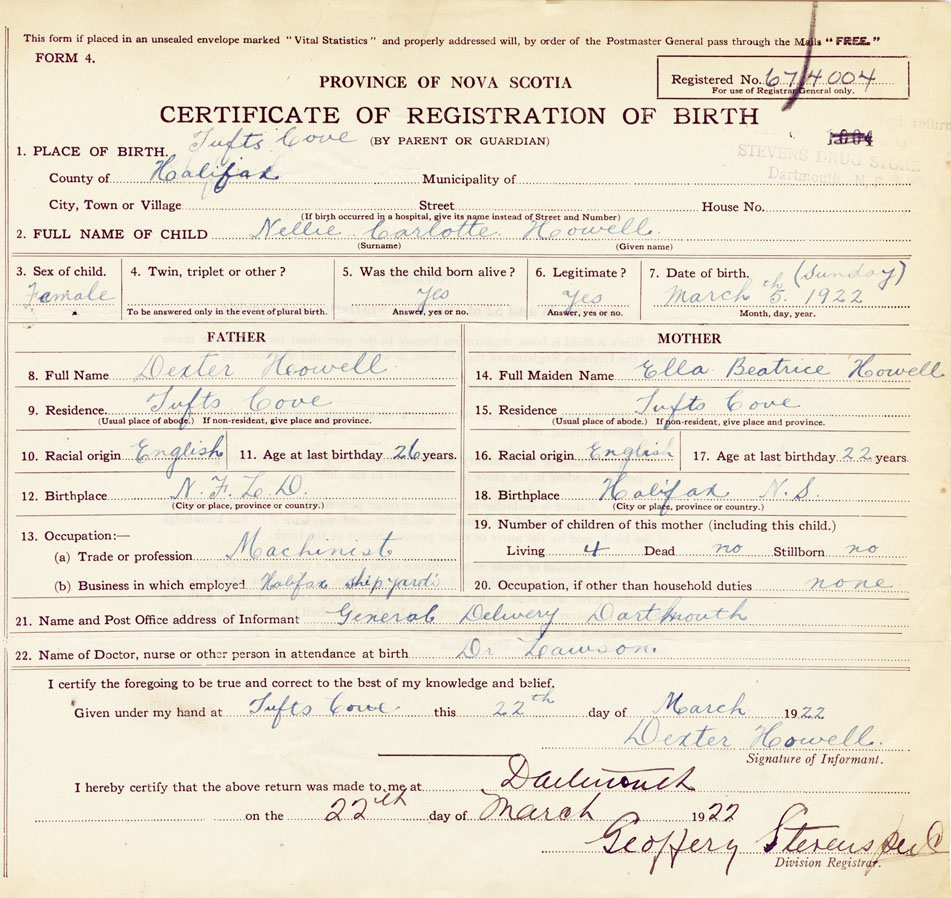 This form if placed in an unsealed envelope marked "Vital Statistics" and properly addressed will, by order of the Postmaster General pass through the Mails "FREE."
FORM 4.
PROVINCE OF NOVA SCOTIA
Registered No. 67/4004
For use of Registrar General only.
CERTIFICATE OF REGISTRATION OF BIRTH
1004
(BY PARENT OR GUARDIAN)
STEVENS DRUG STORE
Dartmouth, N. S.
1. PLACE OF BIRTH. Tufts Cove
County of Halifax Municipality of
City, Town or Village Street House No.
(If birth occurred in a hospital, give its name instead of Street and Number)
2. FULL NAME OF CHILD Nellie Carlotte Howell
(Surname) (Given name)
3. Sex of child. 4. Twin, triplet or other? 5. Was the child born alive? 6. Legitimate? 7. Date of birth. (Sunday)
Famale Yes Yes March 5th. 1922
To be answered only in the event of plural birth. Answer, yes or no. Answer, yes or no. Month, day, year.
FATHER MOTHER
8. Full Name Dexter Howell 14. Full Maiden Name Ella Beatrice Howell
9. Residence. Tufts Cove 15. Residence Tufts Cove
(Usual place of abode.) If non-resident, give place and province. (Usual place of abode.) If non-resident, give place and province.
10. Racial origin English 11. Age at last birthday 26 years. 16. Racial origin English 17. Age at last birthday 22 years.
12. Birthplace N.F.L.D. 18. Birthplace Halifax N.S.
(City or place, province or country.) (City or place, province or country.)
13. Occupation:— 19. Number of children of this mother (including this child.)
(a) Trade or profession Machinist Living 4 Dead no Stillborn no
(b) Business in which employed Halifax shipyards 20. Occupation, if other than household duties none
21. Name and Post Office address of Informant General Delivery Dartmouth
22. Name of Doctor, nurse or other person in attendance at birth Dr Lawson.
I certify the foregoing to be true and correct to the best of my knowledge and belief.
Given under my hand at Tufts Cove this 22th day of March 1922
Dexter Howell.
Signature of Informant.
I hereby certify that the above return was made to me at Dartmouth
on the 22th day of March 1922
Geoffery Stevens
Division Registrar.